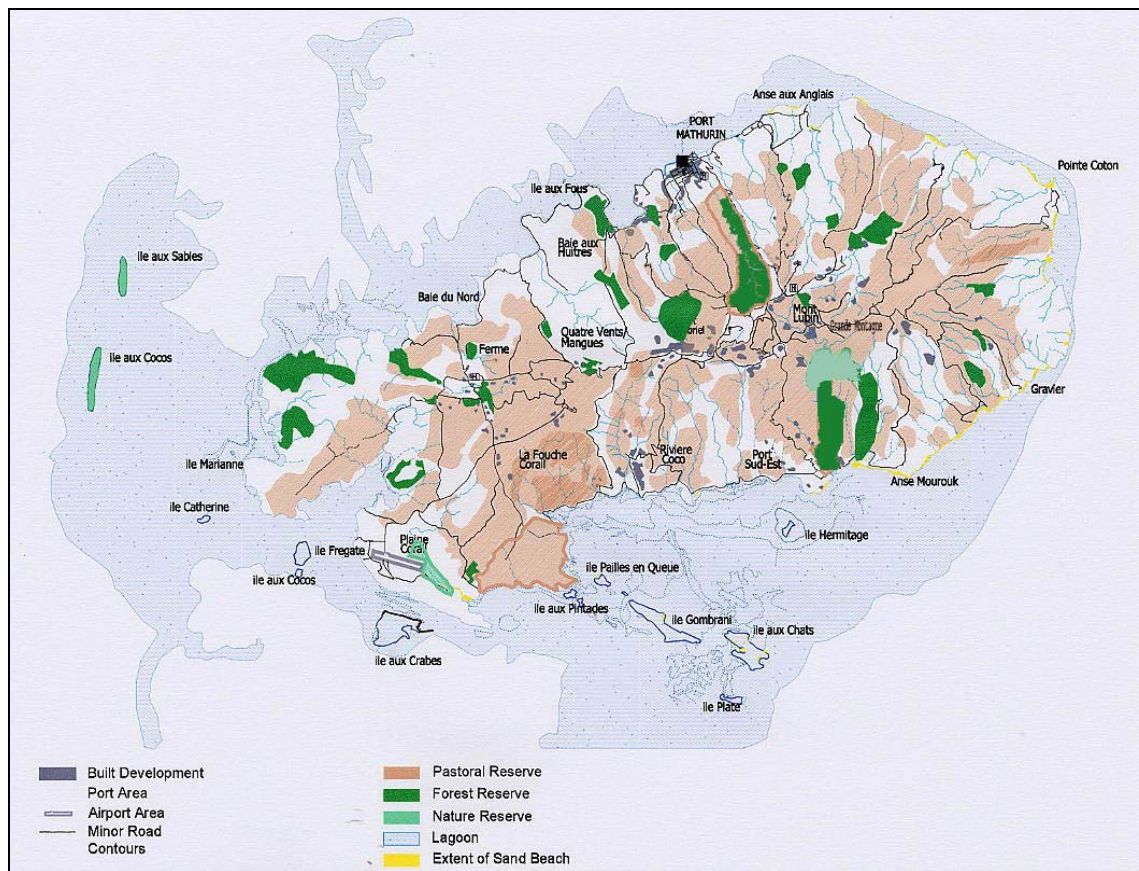 Anse aux Anglais
PORT
MATHURIN
Pointe Coton
ile aux Fous
Baie aux
Huitres
ile aux Sables
Baie du Nord
Mont
Lubin
Grande Montagne
Quatre Vents/
Mangues
Ferme
ile aux Cocos
Gravier
La Fouche
Corail
Riviere
Coco
Port
Sud-Est
ile Marianne
Anse Mourouk
ile Catherine
ile Hermitage
Plaine
Corail
ile Fregate
ile aux Cocos
ile Pailles en Queue
ile aux Pintades
ile Gombrani
ile aux Chats
ile aux Crabes
ile Plate
Built Development
Port Area
Airport Area
Minor Road
Contours
Pastoral Reserve
Forest Reserve
Nature Reserve
Lagoon
Extent of Sand Beach